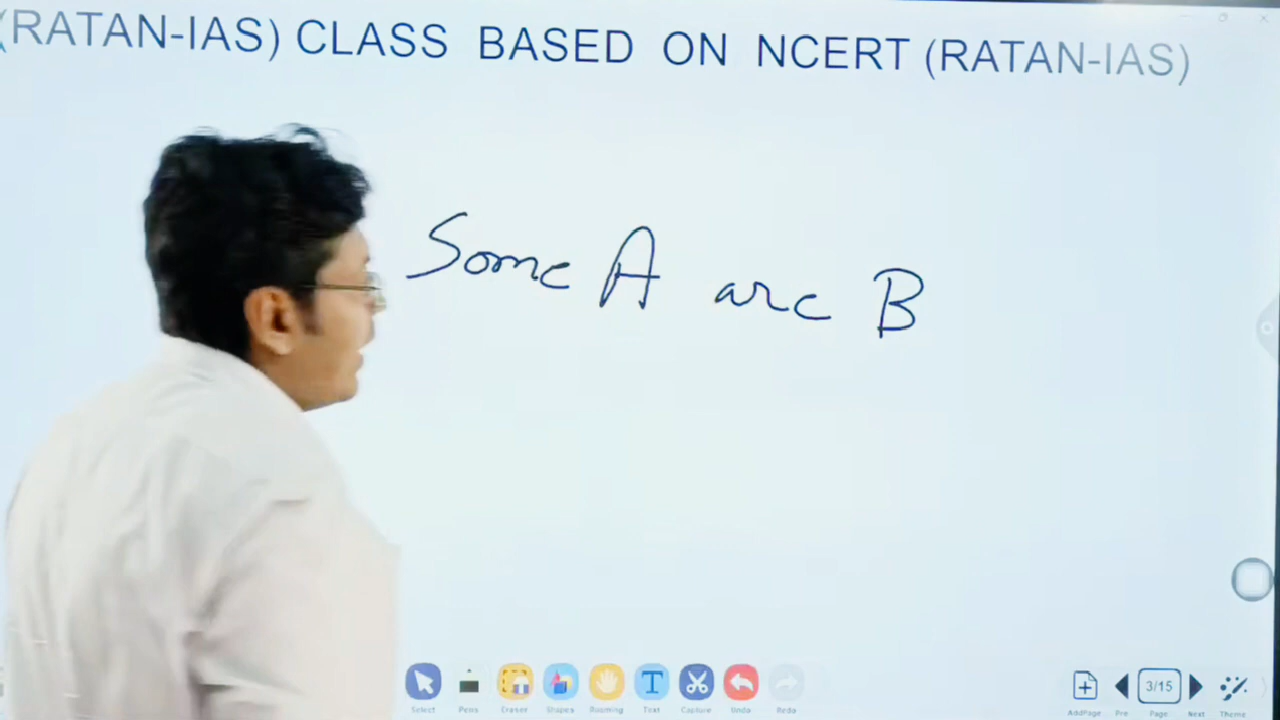 (RATAN-IAS) CLASS BASED ON NCERT (RATAN-IAS)
Some A are B
Select Pens Eraser Shapes Roaming Text Capture Undo Redo
AddPage Pre 3/15 Page Next Theme